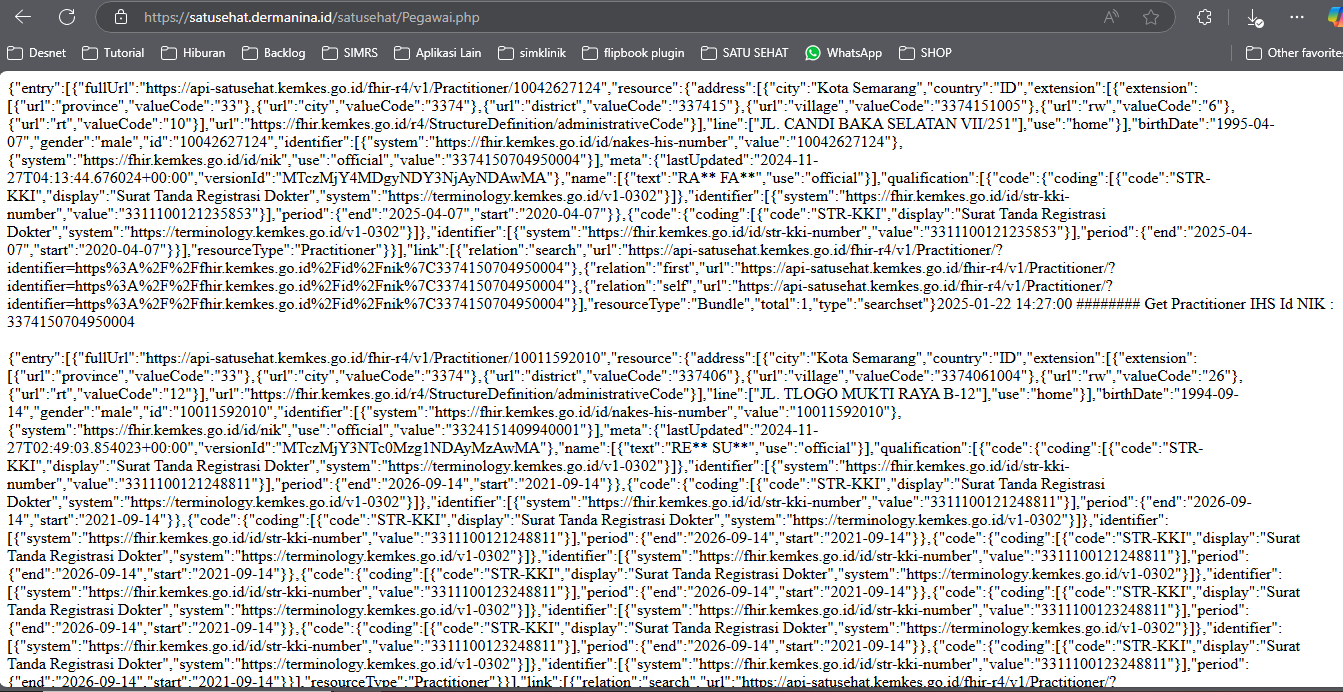 https://satusehat.dermanina.id/satusehat/Pegawai.php
Desnet Tutorial Hiburan Backlog SIMRS Aplikasi Lain simklinik flipbook plugin SATU SEHAT WhatsApp SHOP Other favorite
{"entry":[{"fullUrl":"https://api-satusehat.kemkes.go.id/fhir-r4/v1/Practitioner/10042627124","resource":{"address":[{"city":"Kota Semarang","country":"ID","extension":[{"extension":
[{"url":"province","valueCode":"33"},{"url":"city","valueCode":"3374"},{"url":"district","valueCode":"337415"},{"url":"village","valueCode":"3374151005"},{"url":"rw","valueCode":"6"},
{"url":"rt","valueCode":"10"}],"url":"https://fhir.kemkes.go.id/r4/StructureDefinition/administrativeCode"}],"line":["JL. CANDI BAKA SELATAN VII/251"],"use":"home"}],"birthDate":"1995-04-
07","gender":"male","id":"10042627124","identifier":[{"system":"https://fhir.kemkes.go.id/id/nakes-his-number","value":"10042627124"},
{"system":"https://fhir.kemkes.go.id/id/nik","use":"official","value":"3374150704950004"}],"meta":{"lastUpdated":"2024-11-
27T04:13:44.676024+00:00","versionId":"MTczMjY4MDgyNDY3NjAyNDAwMA"},"name":[{"text":"RA** FA**","use":"official"}],"qualification":[{"code":{"coding":[{"code":"STR-
KKI","display":"Surat Tanda Registrasi Dokter","system":"https://terminology.kemkes.go.id/v1-0302"}]},"identifier":[{"system":"https://fhir.kemkes.go.id/id/str-kki-
number","value":"3311100121235853"}],"period":{"end":"2025-04-07","start":"2020-04-07"}},{"code":{"coding":[{"code":"STR-KKI","display":"Surat Tanda Registrasi
Dokter","system":"https://terminology.kemkes.go.id/v1-0302"}]},"identifier":[{"system":"https://fhir.kemkes.go.id/id/str-kki-number","value":"3311100121235853"}],"period":{"end":"2025-04-
07","start":"2020-04-07"}}],"resourceType":"Practitioner"}}],"link":[{"relation":"search","url":"https://api-satusehat.kemkes.go.id/fhir-r4/v1/Practitioner/?
identifier=https%3A%2F%2Ffhir.kemkes.go.id%2Fid%2Fnik%7C3374150704950004"},{"relation":"first","url":"https://api-satusehat.kemkes.go.id/fhir-r4/v1/Practitioner/?
identifier=https%3A%2F%2Ffhir.kemkes.go.id%2Fid%2Fnik%7C3374150704950004"},{"relation":"self","url":"https://api-satusehat.kemkes.go.id/fhir-r4/v1/Practitioner/?
identifier=https%3A%2F%2Ffhir.kemkes.go.id%2Fid%2Fnik%7C3374150704950004"}],"resourceType":"Bundle","total":1,"type":"searchset"}2025-01-22 14:27:00 ######## Get Practitioner IHS Id NIK :
3374150704950004
{"entry":[{"fullUrl":"https://api-satusehat.kemkes.go.id/fhir-r4/v1/Practitioner/10011592010","resource":{"address":[{"city":"Kota Semarang","country":"ID","extension":[{"extension":
[{"url":"province","valueCode":"33"},{"url":"city","valueCode":"3374"},{"url":"district","valueCode":"337406"},{"url":"village","valueCode":"3374061004"},{"url":"rw","valueCode":"26"},
{"url":"rt","valueCode":"12"}],"url":"https://fhir.kemkes.go.id/r4/StructureDefinition/administrativeCode"}],"line":["JL. TLOGO MUKTI RAYA B-12"],"use":"home"}],"birthDate":"1994-09-
14","gender":"male","id":"10011592010","identifier":[{"system":"https://fhir.kemkes.go.id/id/nakes-his-number","value":"10011592010"},
{"system":"https://fhir.kemkes.go.id/id/nik","use":"official","value":"3324151409940001"}],"meta":{"lastUpdated":"2024-11-
27T02:49:03.854023+00:00","versionId":"MTczMjY3NTc0Mzg1NDAyMzAwMA"},"name":[{"text":"RE** SU**","use":"official"}],"qualification":[{"code":{"coding":[{"code":"STR-
KKI","display":"Surat Tanda Registrasi Dokter","system":"https://terminology.kemkes.go.id/v1-0302"}]},"identifier":[{"system":"https://fhir.kemkes.go.id/id/str-kki-
number","value":"3311100121248811"}],"period":{"end":"2026-09-14","start":"2021-09-14"}},{"code":{"coding":[{"code":"STR-KKI","display":"Surat Tanda Registrasi
Dokter","system":"https://terminology.kemkes.go.id/v1-0302"}]},"identifier":[{"system":"https://fhir.kemkes.go.id/id/str-kki-number","value":"3311100121248811"}],"period":{"end":"2026-09-
14","start":"2021-09-14"}},{"code":{"coding":[{"code":"STR-KKI","display":"Surat Tanda Registrasi Dokter","system":"https://terminology.kemkes.go.id/v1-0302"}]},"identifier":
[{"system":"https://fhir.kemkes.go.id/id/str-kki-number","value":"3311100121248811"}],"period":{"end":"2026-09-14","start":"2021-09-14"}},{"code":{"coding":[{"code":"STR-KKI","display":"Surat
Tanda Registrasi Dokter","system":"https://terminology.kemkes.go.id/v1-0302"}]},"identifier":[{"system":"https://fhir.kemkes.go.id/id/str-kki-number","value":"3311100121248811"}],"period":
{"end":"2026-09-14","start":"2021-09-14"}},{"code":{"coding":[{"code":"STR-KKI","display":"Surat Tanda Registrasi Dokter","system":"https://terminology.kemkes.go.id/v1-0302"}]},"identifier":
[{"system":"https://fhir.kemkes.go.id/id/str-kki-number","value":"3311100123248811"}],"period":{"end":"2026-09-14","start":"2021-09-14"}},{"code":{"coding":[{"code":"STR-KKI","display":"Surat
Tanda Registrasi Dokter","system":"https://terminology.kemkes.go.id/v1-0302"}]},"identifier":[{"system":"https://fhir.kemkes.go.id/id/str-kki-number","value":"3311100123248811"}],"period":
{"end":"2026-09-14","start":"2021-09-14"}},{"code":{"coding":[{"code":"STR-KKI","display":"Surat Tanda Registrasi Dokter","system":"https://terminology.kemkes.go.id/v1-0302"}]},"identifier":
[{"system":"https://fhir.kemkes.go.id/id/str-kki-number","value":"3311100123248811"}],"period":{"end":"2026-09-14","start":"2021-09-14"}},{"code":{"coding":[{"code":"STR-KKI","display":"Surat
Tanda Registrasi Dokter","system":"https://terminology.kemkes.go.id/v1-0302"}]},"identifier":[{"system":"https://fhir.kemkes.go.id/id/str-kki-number","value":"3311100123248811"}],"period":
{"end":"2026-09-14","start":"2021-09-14"}}],"resourceType":"Practitioner"}}],"link":[{"relation":"search","url":"https://api-satusehat.kemkes.go.id/fhir-r4/v1/Practitioner/?